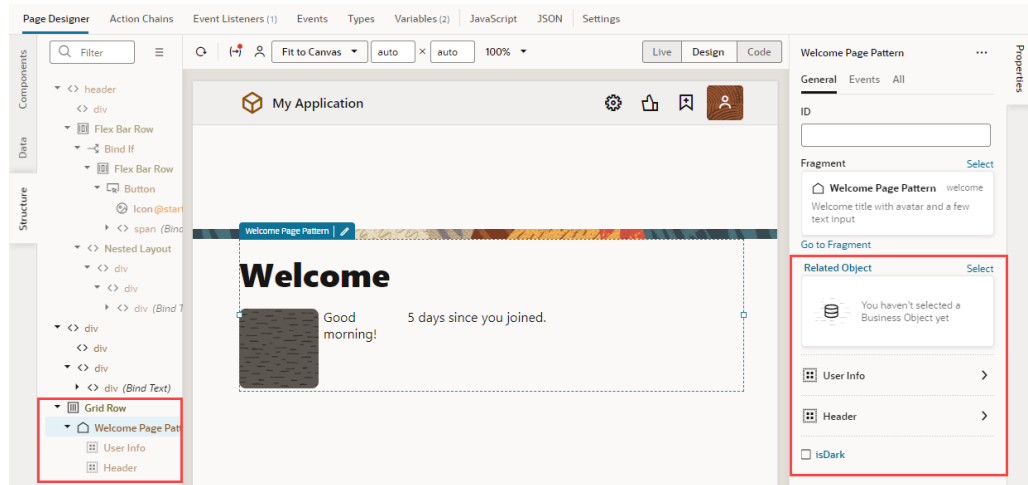 Page Designer Action Chains Event Listeners (1) Events Types Variables (2) JavaScript JSON Settings
Components
Data
Structure
Filter
<> header
<> div
Flex Bar Row
Bind If
Flex Bar Row
Button
Icon @start
<> span (Bind
<> Nested Layout
<> div
<> div
<> div (Bind T
<> div
<> div
<> div
<> div (Bind Text)
Grid Row
Welcome Page Patt
User Info
Header
Fit to Canvas auto × auto 100% Live Design Code
My Application
Welcome Page Pattern
Welcome
Good
morning!
5 days since you joined.
Welcome Page Pattern ...
General Events All
ID
Fragment Select
Welcome Page Pattern welcome
Welcome title with avatar and a few
text input
Go to Fragment
Related Object Select
You haven't selected a
Business Object yet
User Info
Header
isDark
Properties